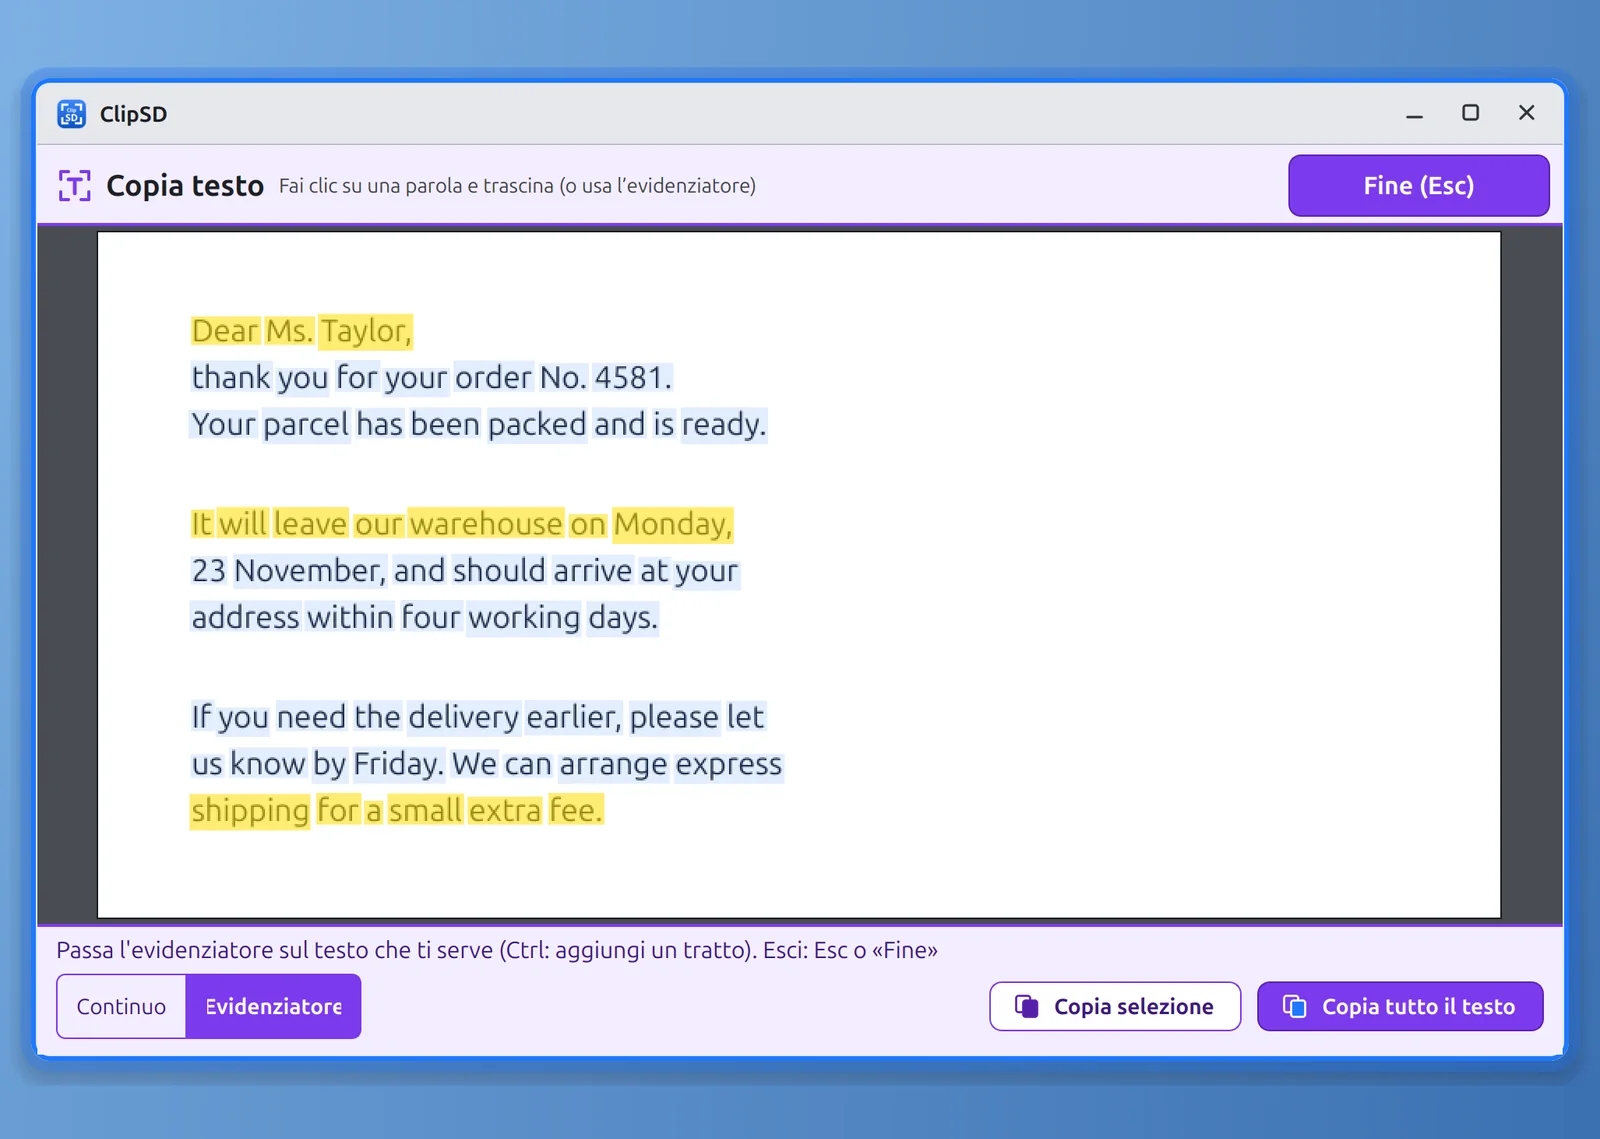 ClipSD
Copia testo Fai clic su una parola e trascina (o usa l’evidenziatore)
Fine (Esc)
Dear Ms. Taylor,
thank you for your order No. 4581.
Your parcel has been packed and is ready.
It will leave our warehouse on Monday,
23 November, and should arrive at your
address within four working days.
If you need the delivery earlier, please let
us know by Friday. We can arrange express
shipping for a small extra fee.
Passa l'evidenziatore sul testo che ti serve (Ctrl: aggiungi un tratto). Esci: Esc o «Fine»
Continuo Evidenziatore Copia selezione Copia tutto il testo